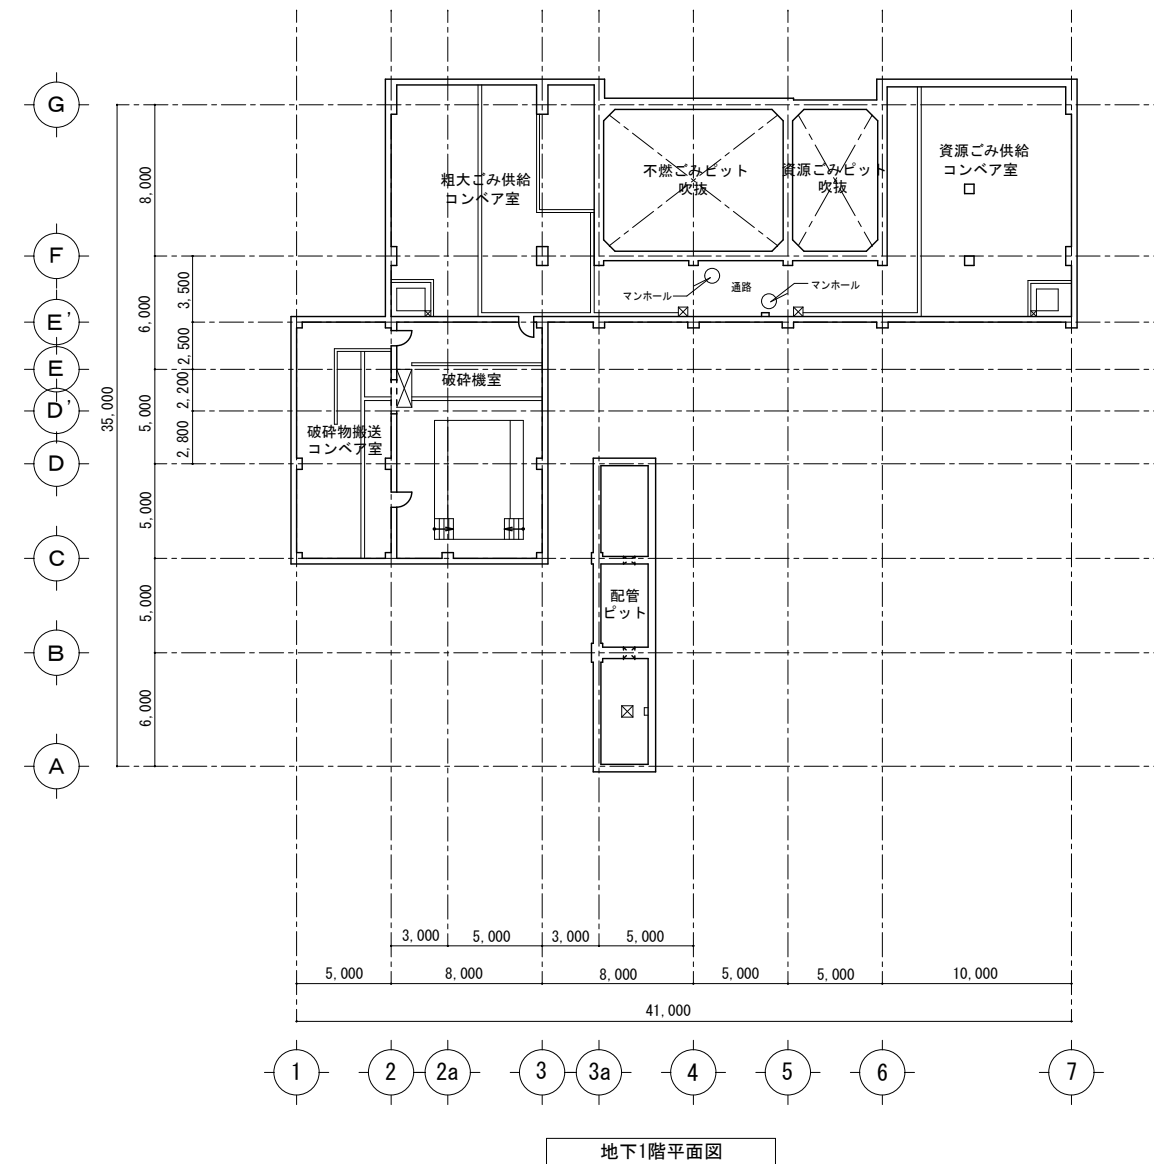 G
8,000
粗大ごみ供給
コンベア室
不燃ごみピット
吹抜
資源ごみピット
吹抜
資源ごみ供給
コンベア室
F
3,500
6,000
マンホール
通路
マンホール
E'
2,500
E
2,200
破砕機室
D'
35,000
5,000
2,800
破砕物搬送
コンベア室
D
5,000
C
5,000
配管
ピット
B
6,000
A
3,000
5,000
3,000
5,000
5,000
8,000
8,000
5,000
5,000
10,000
41,000
1
2
2a
3
3a
4
5
6
7
地下1階平面図